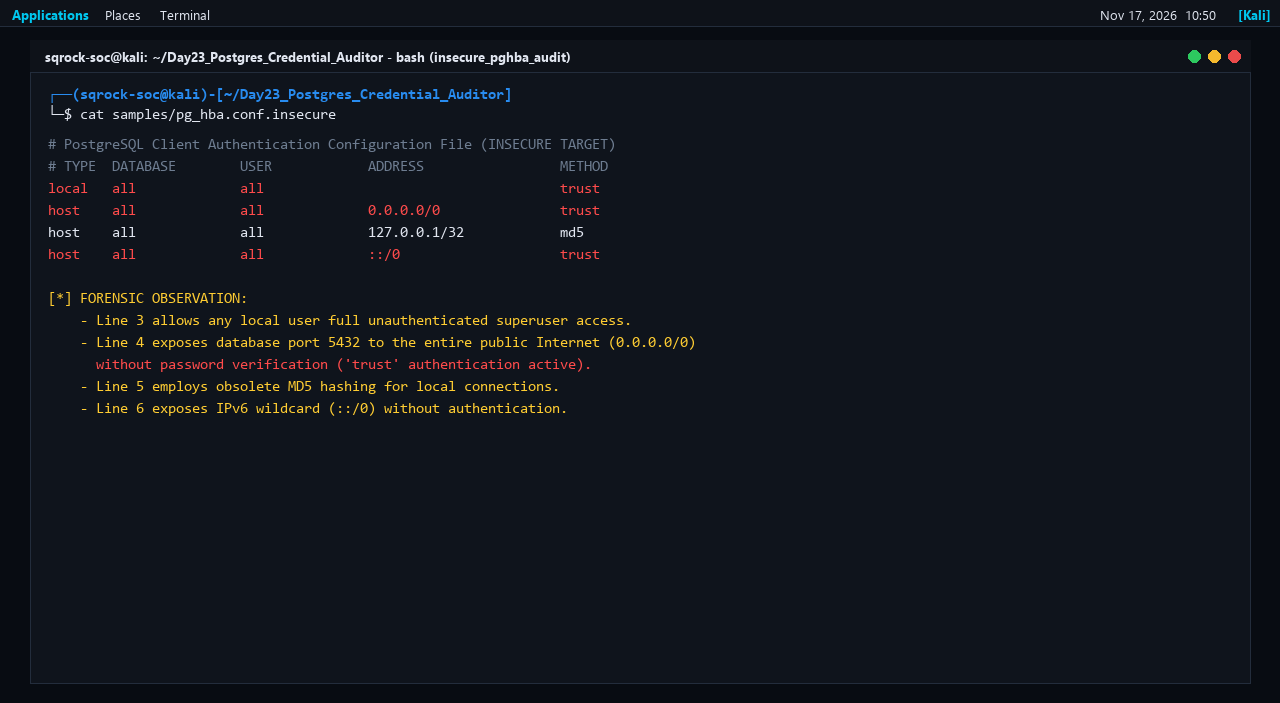 Applications Places Terminal Nov 17, 2026 10:50 [Kali]
sqrock-soc@kali: ~/Day23_Postgres_Credential_Auditor - bash (insecure_pghba_audit)
┌──(sqrock-soc@kali)-[~/Day23_Postgres_Credential_Auditor]
└─$ cat samples/pg_hba.conf.insecure
# PostgreSQL Client Authentication Configuration File (INSECURE TARGET)
# TYPE  DATABASE        USER            ADDRESS                 METHOD
local   all             all                                     trust
host    all             all             0.0.0.0/0               trust
host    all             all             127.0.0.1/32            md5
host    all             all             ::/0                    trust
[*] FORENSIC OBSERVATION:
    - Line 3 allows any local user full unauthenticated superuser access.
    - Line 4 exposes database port 5432 to the entire public Internet (0.0.0.0/0)
      without password verification ('trust' authentication active).
    - Line 5 employs obsolete MD5 hashing for local connections.
    - Line 6 exposes IPv6 wildcard (::/0) without authentication.